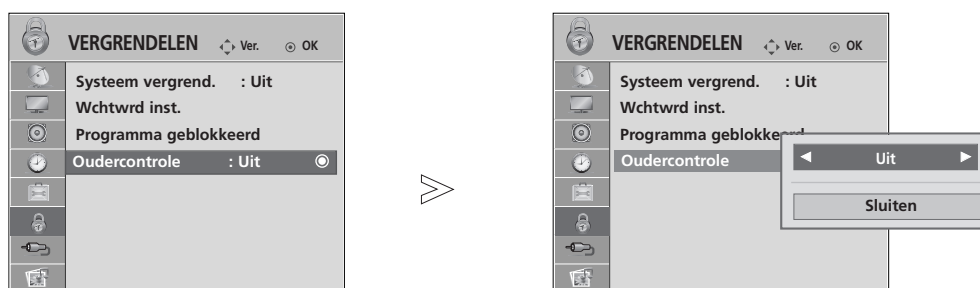 VERGRENDELEN Ver. OK
Systeem vergrend. : Uit
Wchtwrd inst.
Programma geblokkeerd
Oudercontrole : Uit
VERGRENDELEN Ver. OK
Systeem vergrend. : Uit
Wchtwrd inst.
Programma geblokkeerd
Oudercontrole
◄ Uit ►
Sluiten